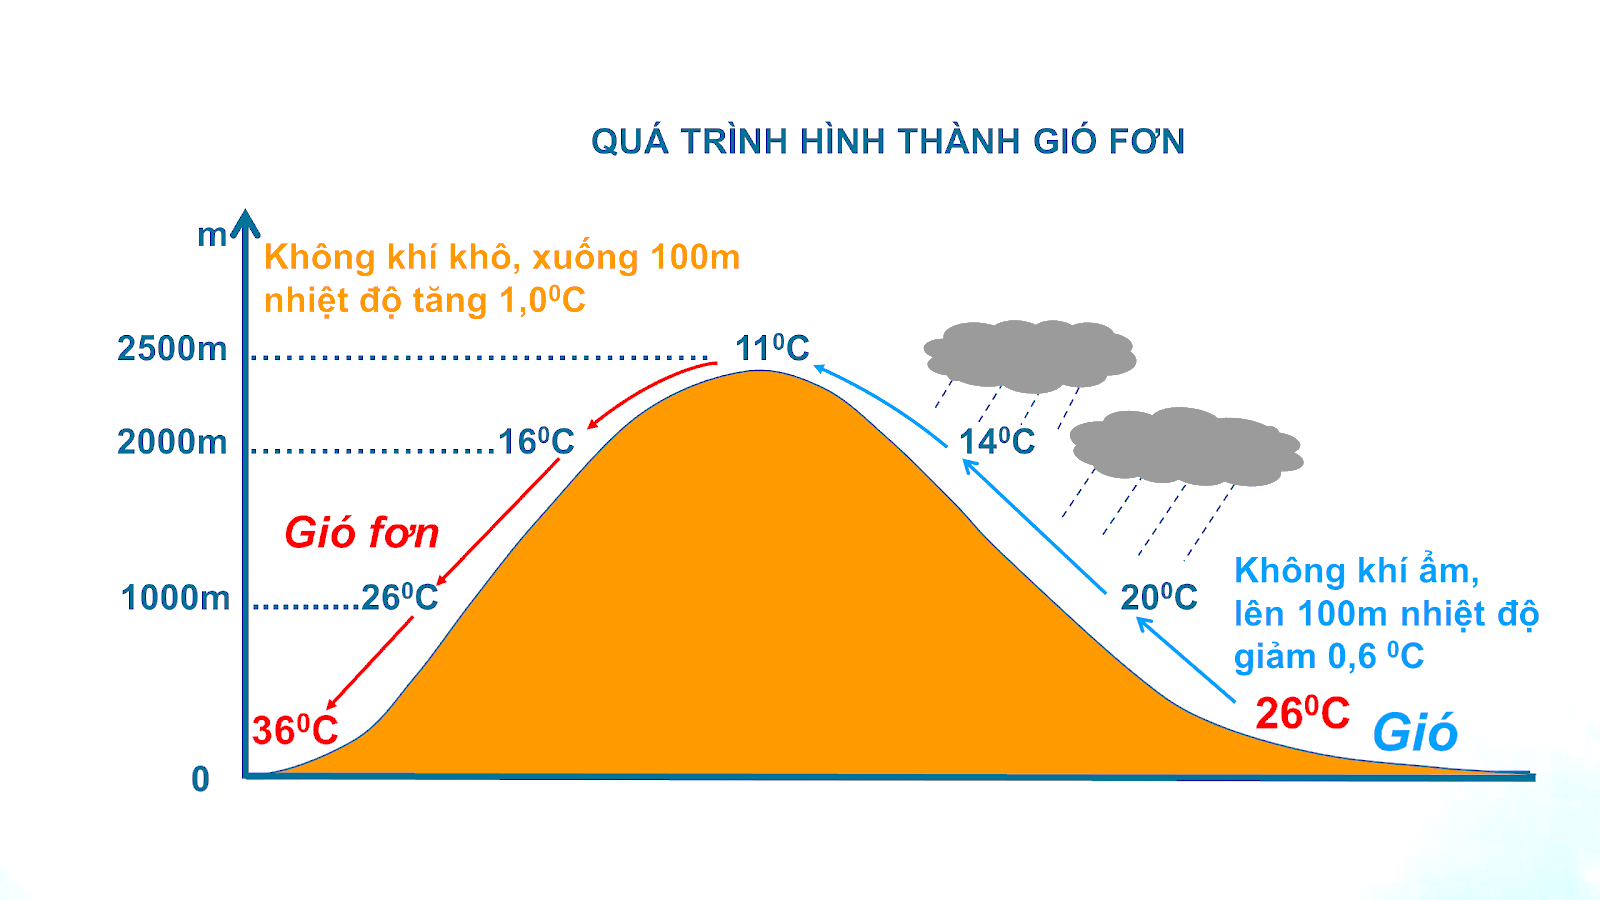 QUÁ TRÌNH HÌNH THÀNH GIÓ FƠN
m
Không khí khô, xuống 100m
nhiệt độ tăng 1,0⁰C
2500m ....................................... 11⁰C
2000m .....................16⁰C
14⁰C
Gió fơn
1000m ...........26⁰C
20⁰C
Không khí ẩm,
lên 100m nhiệt độ
giảm 0,6 ⁰C
36⁰C
26⁰C
Gió
0